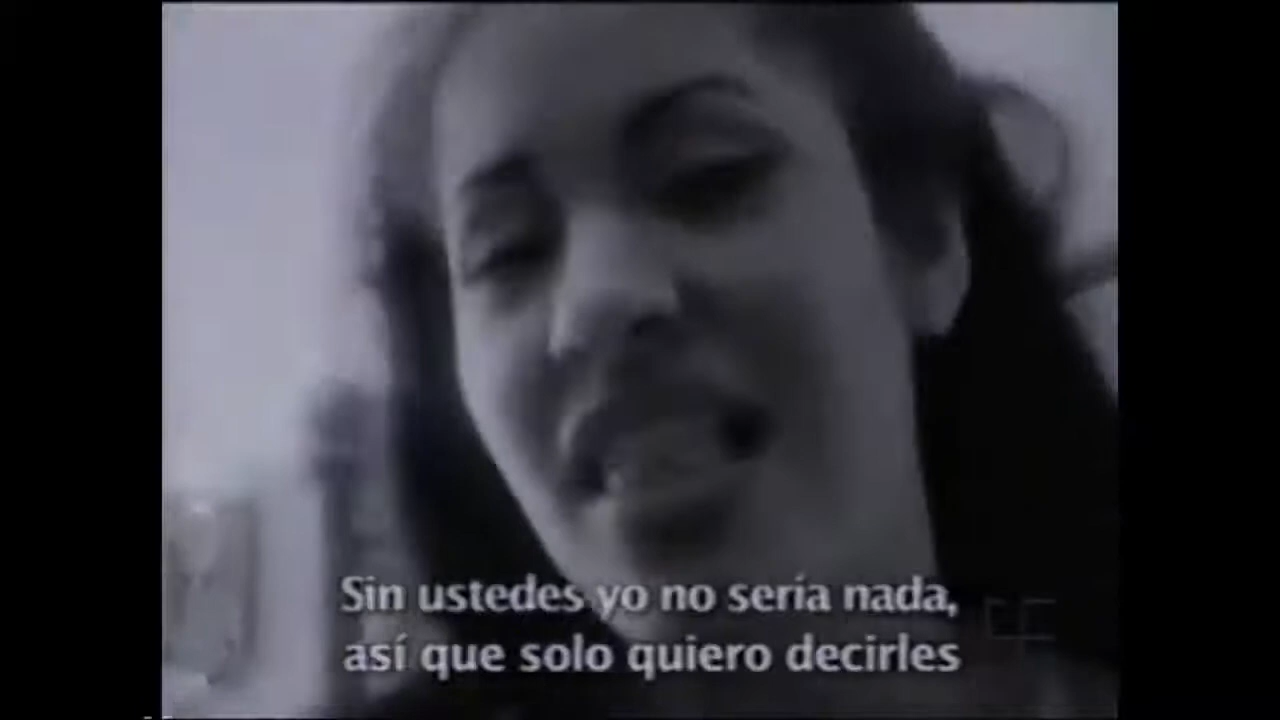 Sin ustedes yo no sería nada,
así que solo quiero decirles